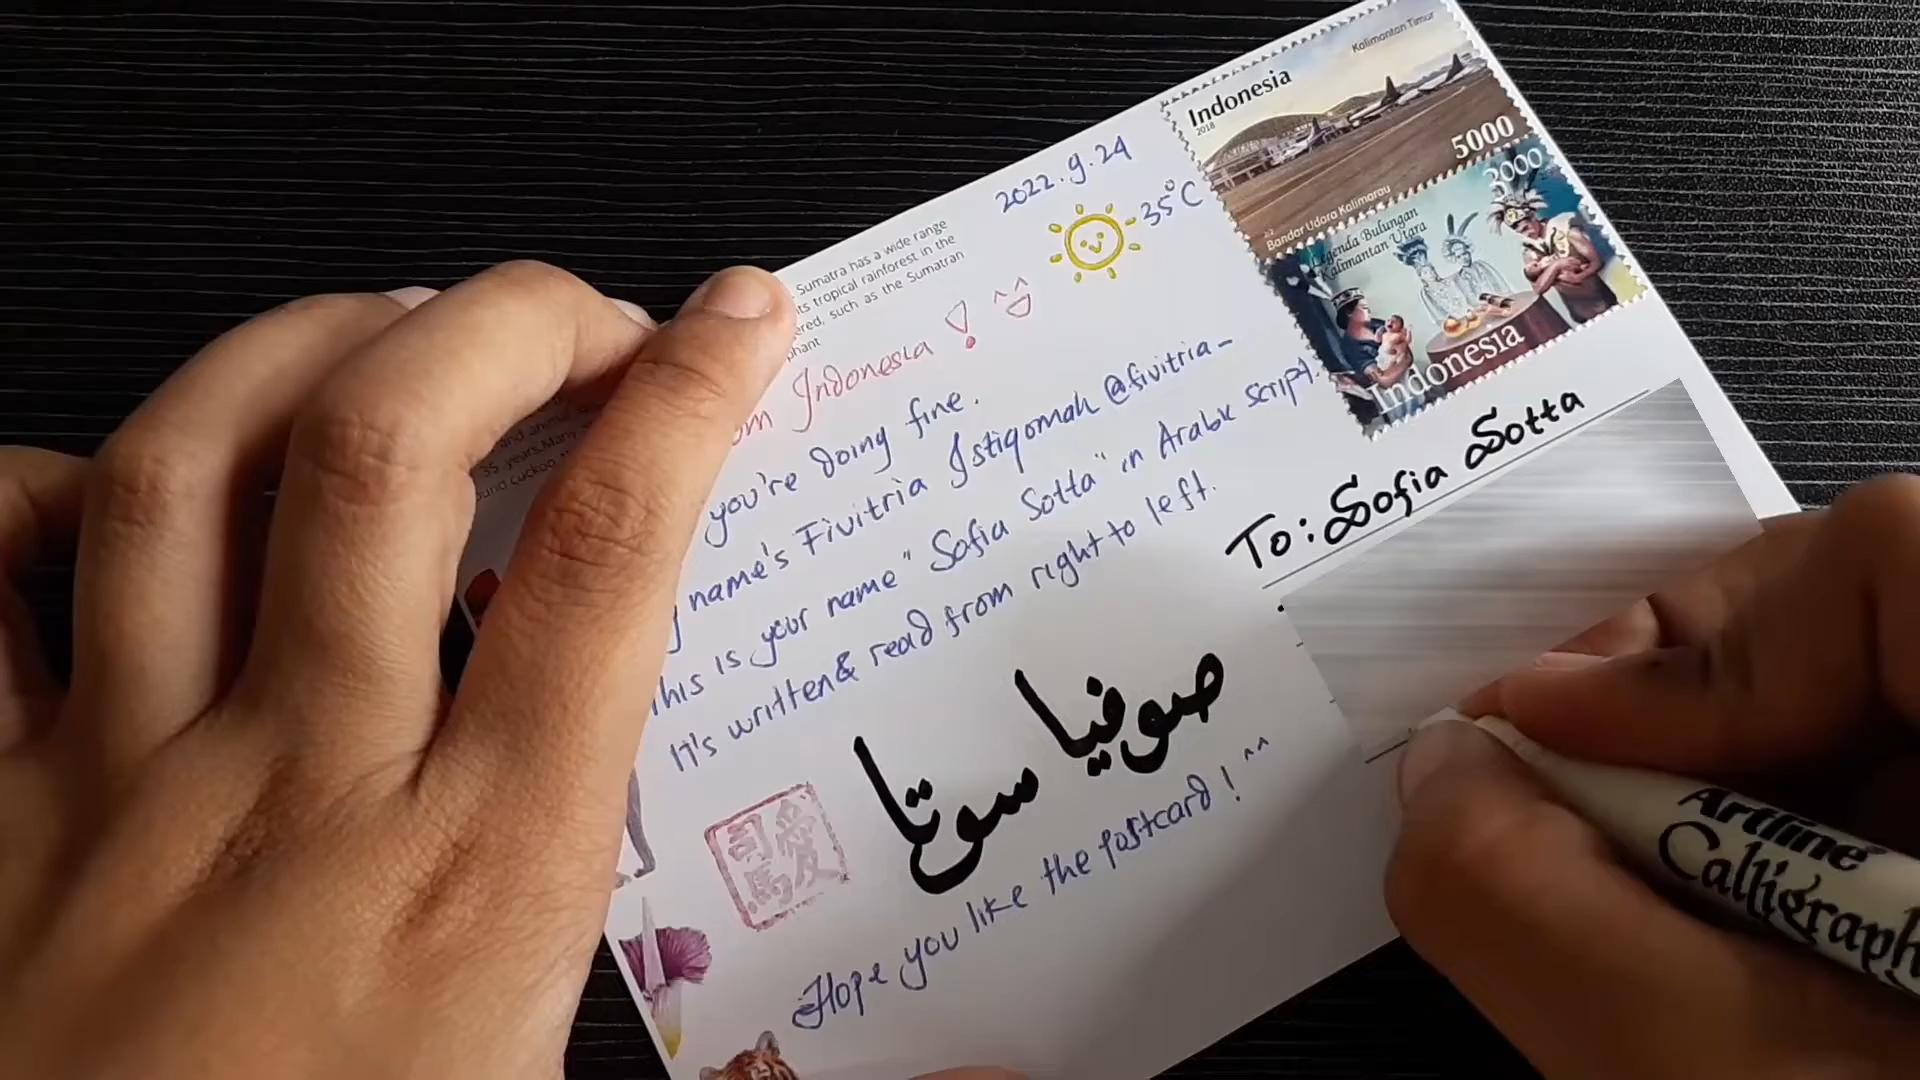 2022.9.24
35°C
Sumatra has a wide range
its tropical rainforest in the
such as the Sumatran
Indonesia!
you're doing fine.
name's Fivitria Istiqomah @fivitria_
This is your name "Sofia Sotta" in Arabic script.
It's written & read from right to left.
صوفيا سوتا
司馬
愛
Hope you like the postcard! ^^
Kalimantan Timur
Indonesia
2018
5000
Bandar Udara Kalimarau
3000
Legenda Bulungan
Kalimantan Utara
Indonesia
To: Sofia Sotta
Artline
Calligraph